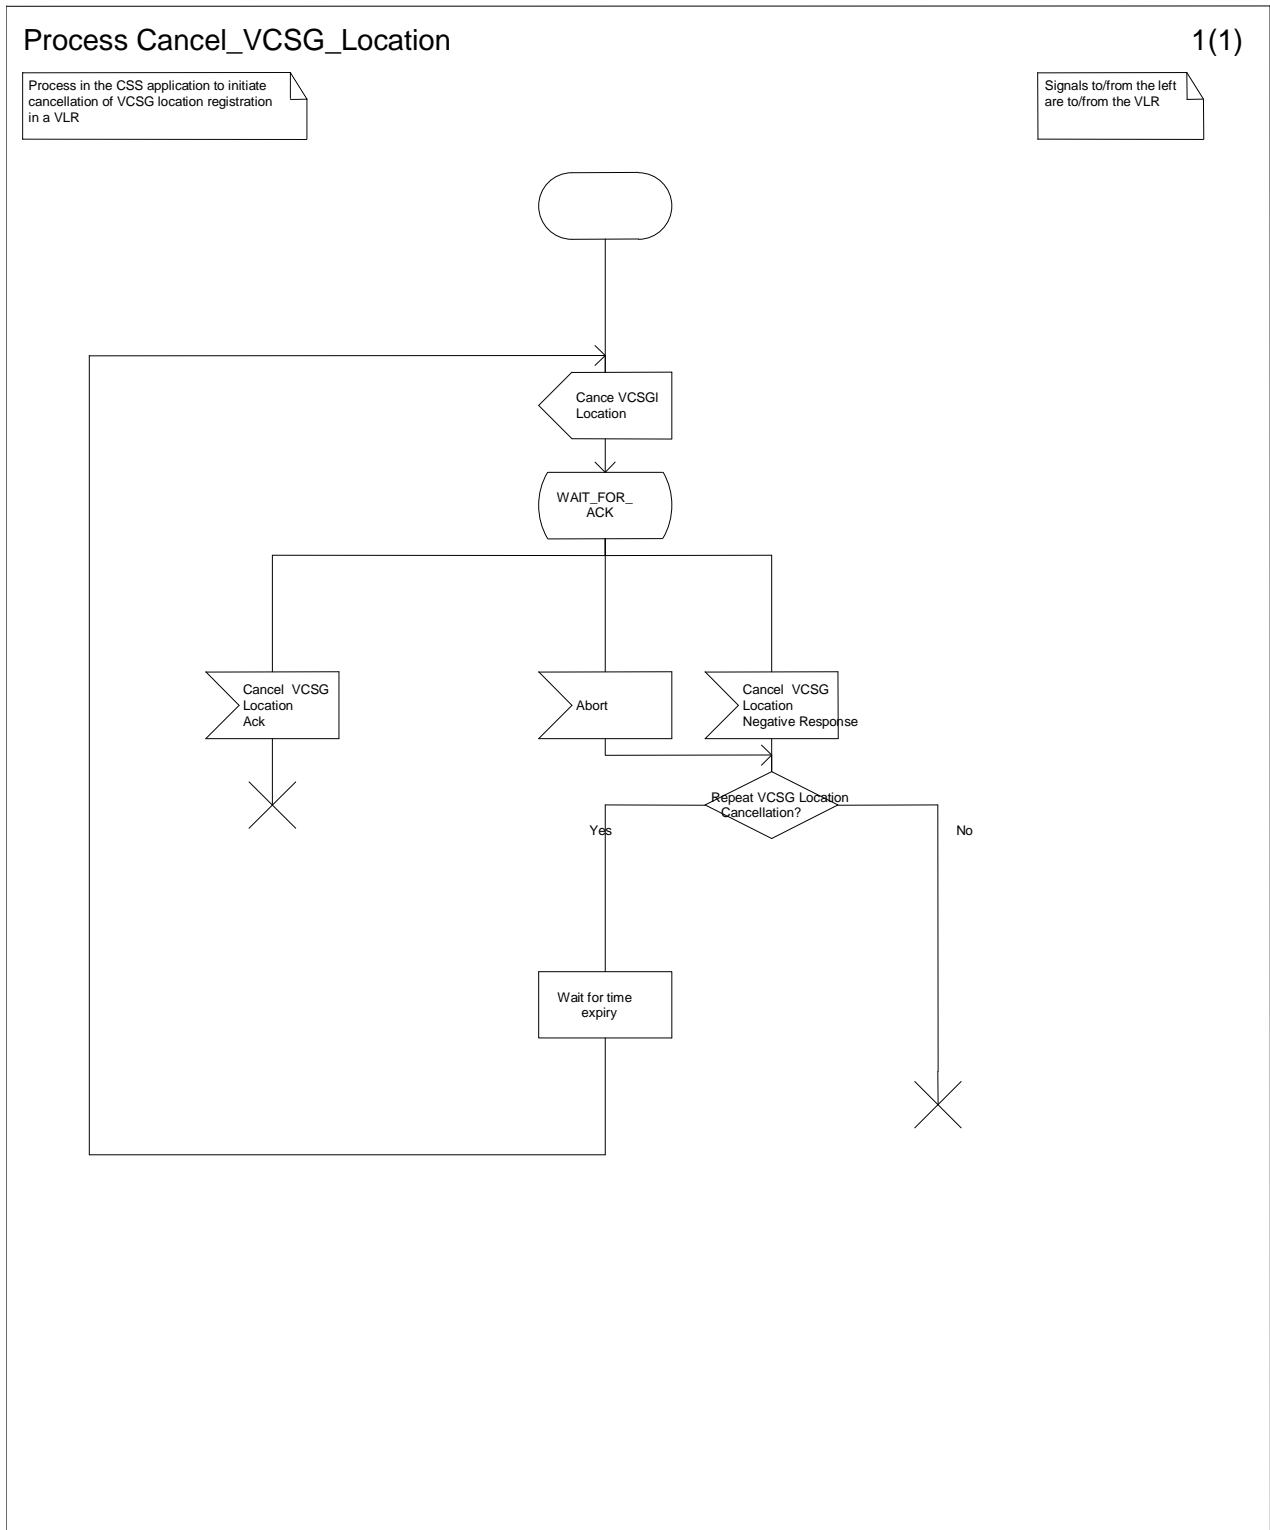 Process Cancel_VCSG_Location
1(1)
Process in the CSS application to initiate
cancellation of VCSG location registration
in a VLR
Signals to/from the left
are to/from the VLR
Cance VCSGl
Location
WAIT_FOR_
ACK
Cancel VCSG
Location
Ack
Abort
Cancel VCSG
Location
Negative Response
Repeat VCSG Location
Cancellation?
Yes
No
Wait for time
expiry